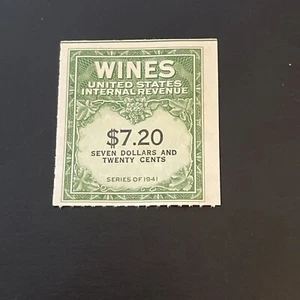 WINES
UNITED STATES
INTERNAL REVENUE
$7.20
SEVEN DOLLARS AND
TWENTY CENTS
SERIES OF 1941